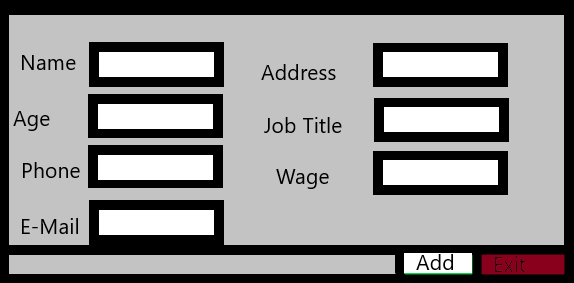 Name
Age
Phone
E-Mail
Address
Job Title
Wage
Add
Exit